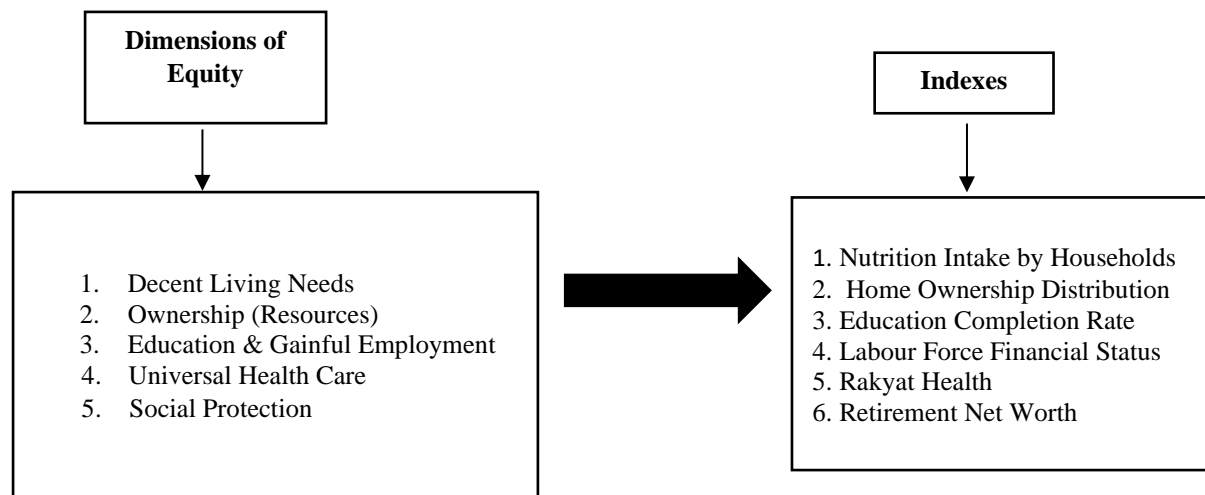 Dimensions of
Equity
1. Decent Living Needs
2. Ownership (Resources)
3. Education & Gainful Employment
4. Universal Health Care
5. Social Protection
Indexes
1. Nutrition Intake by Households
2. Home Ownership Distribution
3. Education Completion Rate
4. Labour Force Financial Status
5. Rakyat Health
6. Retirement Net Worth